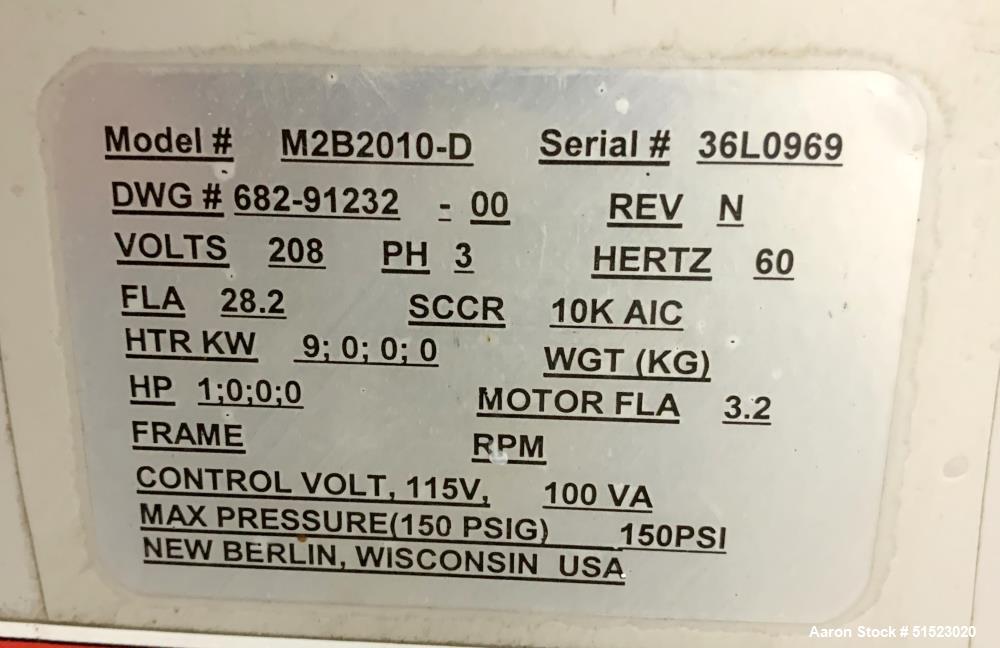 Model # M2B2010-D Serial # 36L0969
DWG # 682-91232 - 00 REV N
VOLTS 208 PH 3 HERTZ 60
FLA 28.2 SCCR 10K AIC
HTR KW 9; 0; 0; 0 WGT (KG)
HP 1;0;0;0 MOTOR FLA 3.2
FRAME RPM
CONTROL VOLT, 115V, 100 VA
MAX PRESSURE(150 PSIG) 150PSI
NEW BERLIN, WISCONSIN USA
Aaron Stock # 51523020